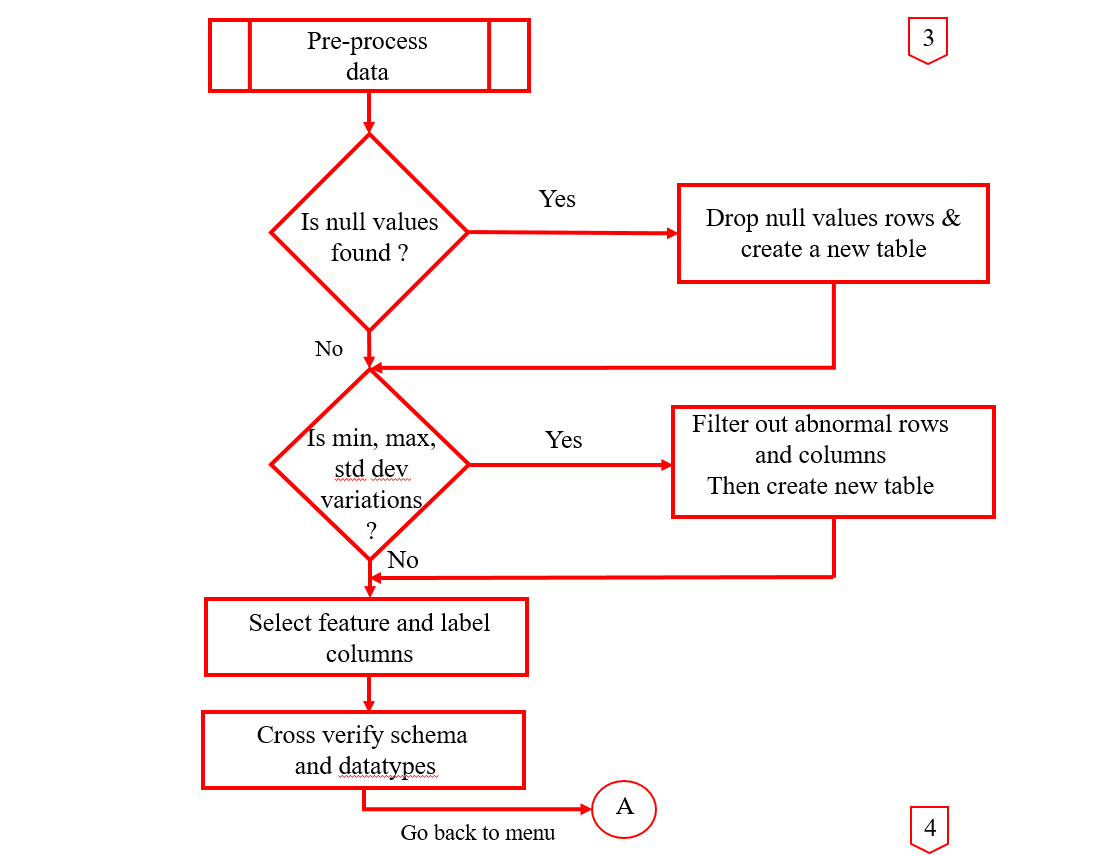 Pre-process
data
3
Is null values
found ?
Yes
Drop null values rows &
create a new table
No
Is min, max,
std dev
variations
?
Yes
Filter out abnormal rows
and columns
Then create new table
No
Select feature and label
columns
Cross verify schema
and datatypes
A
Go back to menu
4